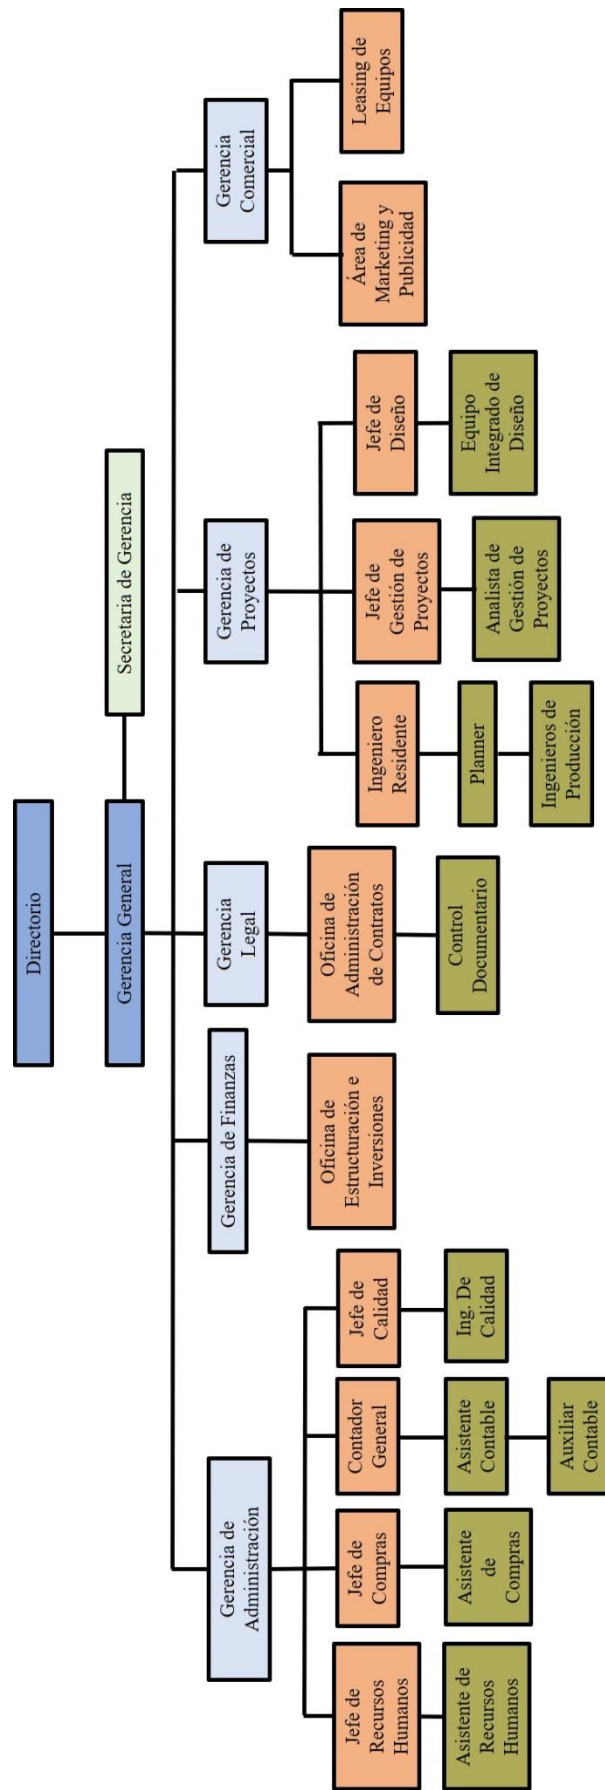 Directorio
Gerencia General
Secretaria de Gerencia
Gerencia de
Administración
Gerencia de Finanzas
Gerencia
Legal
Gerencia de
Proyectos
Gerencia
Comercial
Jefe de
Recursos
Humanos
Jefe de
Compras
Contador
General
Jefe de
Calidad
Oficina de
Estructuración e
Inversiones
Oficina de
Administración
de Contratos
Ingeniero
Residente
Jefe de
Gestión de
Proyectos
Jefe de
Diseño
Área de
Marketing y
Publicidad
Leasing de
Equipos
Asistente de
Recursos
Humanos
Asistente
de
Compras
Asistente
Contable
Ing. De
Calidad
Control
Documentario
Planner
Analista de
Gestión de
Proyectos
Equipo
Integrado de
Diseño
Auxiliar
Contable
Ingenieros de
Producción